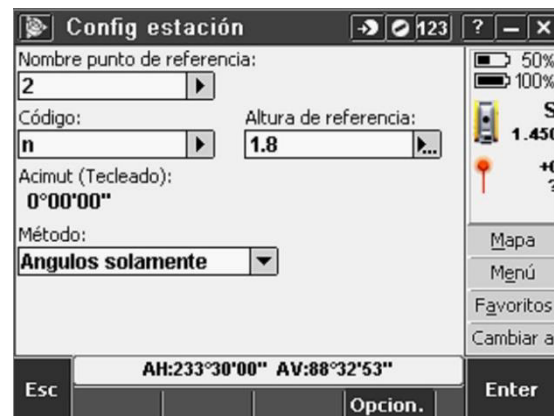 Config estación
123 ? – ×
Nombre punto de referencia:
2
Código:
n
Altura de referencia:
1.8
Acimut (Tecleado):
0°00'00"
Método:
Angulos solamente
50%
100%
S
1.450
+0
?
Mapa
Menú
Favoritos
Cambiar a
AH:233°30'00" AV:88°32'53"
Esc
Opcion.
Enter